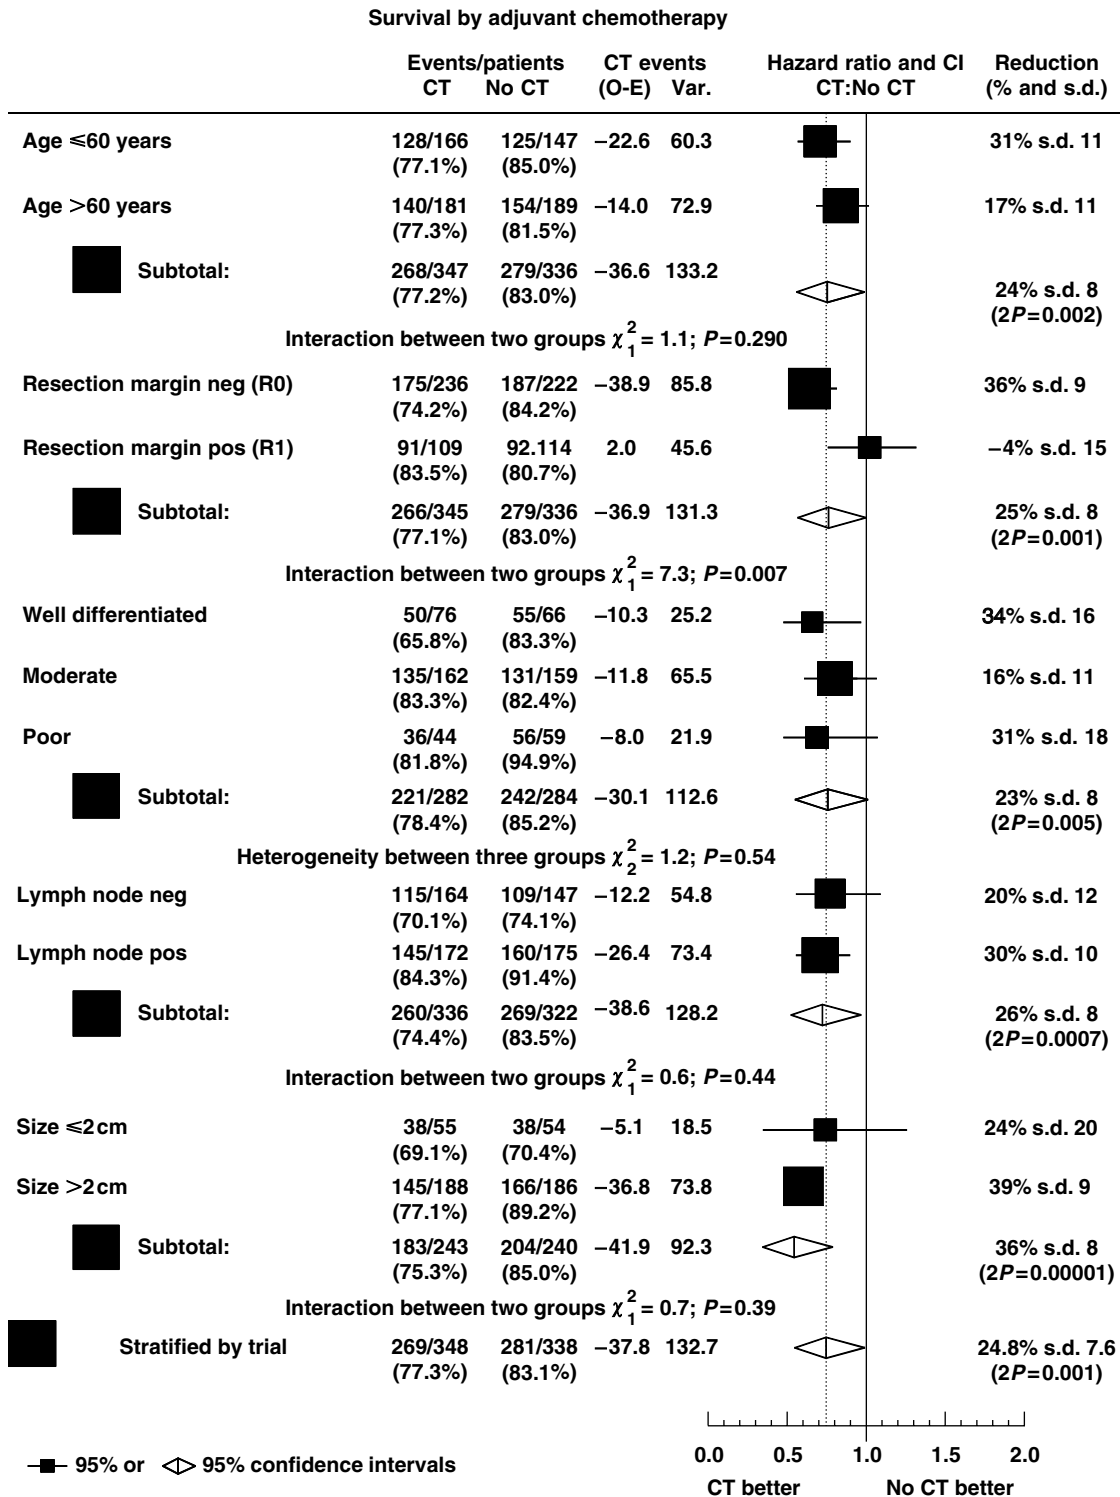 Survival by adjuvant chemotherapy
Events/patients CT events Hazard ratio and CI Reduction
CT No CT (O-E) Var. CT:No CT (% and s.d.)
Age ⩽60 years 128/166 125/147 −22.6 60.3 31% s.d. 11
(77.1%) (85.0%)
Age >60 years 140/181 154/189 −14.0 72.9 17% s.d. 11
(77.3%) (81.5%)
Subtotal: 268/347 279/336 −36.6 133.2 24% s.d. 8
(77.2%) (83.0%) (2P=0.002)
Interaction between two groups χ²₁ = 1.1; P=0.290
Resection margin neg (R0) 175/236 187/222 −38.9 85.8 36% s.d. 9
(74.2%) (84.2%)
Resection margin pos (R1) 91/109 92.114 2.0 45.6 −4% s.d. 15
(83.5%) (80.7%)
Subtotal: 266/345 279/336 −36.9 131.3 25% s.d. 8
(77.1%) (83.0%) (2P=0.001)
Interaction between two groups χ²₁ = 7.3; P=0.007
Well differentiated 50/76 55/66 −10.3 25.2 34% s.d. 16
(65.8%) (83.3%)
Moderate 135/162 131/159 −11.8 65.5 16% s.d. 11
(83.3%) (82.4%)
Poor 36/44 56/59 −8.0 21.9 31% s.d. 18
(81.8%) (94.9%)
Subtotal: 221/282 242/284 −30.1 112.6 23% s.d. 8
(78.4%) (85.2%) (2P=0.005)
Heterogeneity between three groups χ²₂ = 1.2; P=0.54
Lymph node neg 115/164 109/147 −12.2 54.8 20% s.d. 12
(70.1%) (74.1%)
Lymph node pos 145/172 160/175 −26.4 73.4 30% s.d. 10
(84.3%) (91.4%)
Subtotal: 260/336 269/322 −38.6 128.2 26% s.d. 8
(74.4%) (83.5%) (2P=0.0007)
Interaction between two groups χ²₁ = 0.6; P=0.44
Size ⩽2cm 38/55 38/54 −5.1 18.5 24% s.d. 20
(69.1%) (70.4%)
Size >2cm 145/188 166/186 −36.8 73.8 39% s.d. 9
(77.1%) (89.2%)
Subtotal: 183/243 204/240 −41.9 92.3 36% s.d. 8
(75.3%) (85.0%) (2P=0.00001)
Interaction between two groups χ²₁ = 0.7; P=0.39
Stratified by trial 269/348 281/338 −37.8 132.7 24.8% s.d. 7.6
(77.3%) (83.1%) (2P=0.001)
0.0 0.5 1.0 1.5 2.0
95% or 95% confidence intervals
CT better No CT better